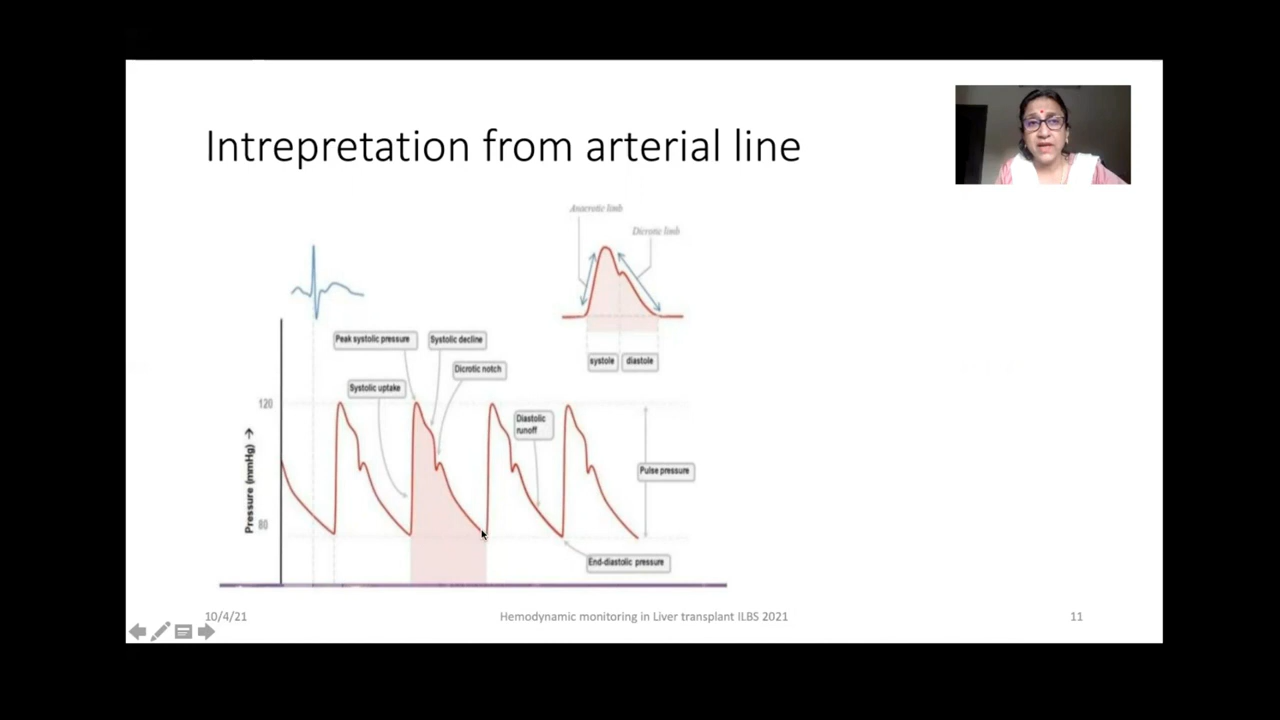 Intrepretation from arterial line
Anacrotic limb
Dicrotic limb
systole
diastole
Peak systolic pressure
Systolic decline
Dicrotic notch
Systolic uptake
120
Diastolic
runoff
Pressure (mmHg) →
Pulse pressure
80
End-diastolic pressure
10/4/21
Hemodynamic monitoring in Liver transplant ILBS 2021
11